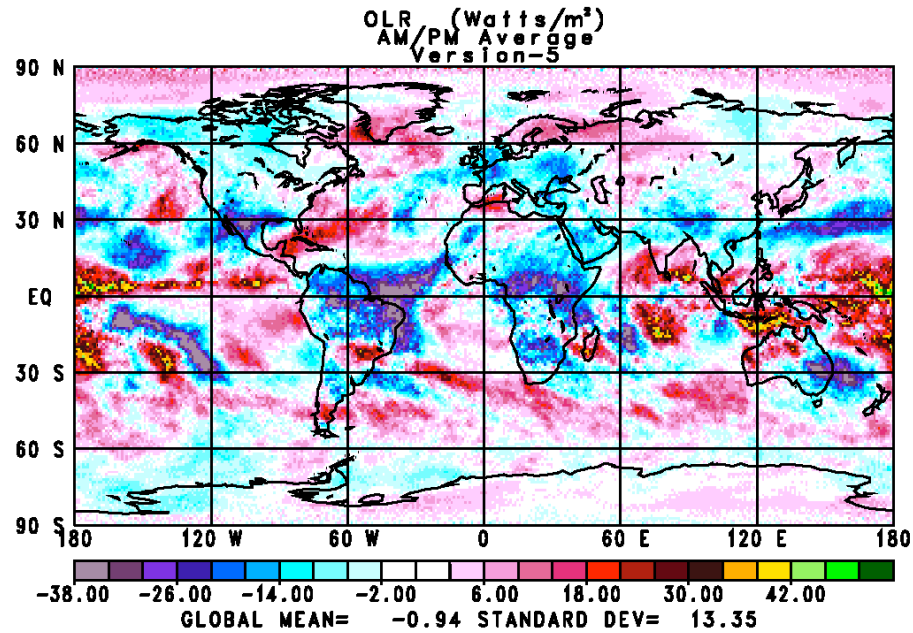 OLR (Watts/m²)
AM/PM Average
Version-5
90 N
60 N
30 N
EQ
30 S
60 S
90 S
180 120 W 60 W 0 60 E 120 E 180
-38.00 -26.00 -14.00 -2.00 6.00 18.00 30.00 42.00
GLOBAL MEAN= -0.94 STANDARD DEV= 13.35